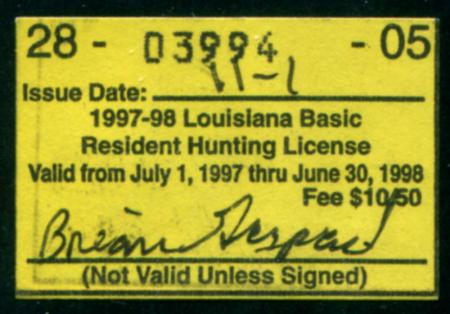 28 - 03994 - 05
Issue Date: 11-1
1997-98 Louisiana Basic
Resident Hunting License
Valid from July 1, 1997 thru June 30, 1998
Fee $10.50
Brian
(Not Valid Unless Signed)